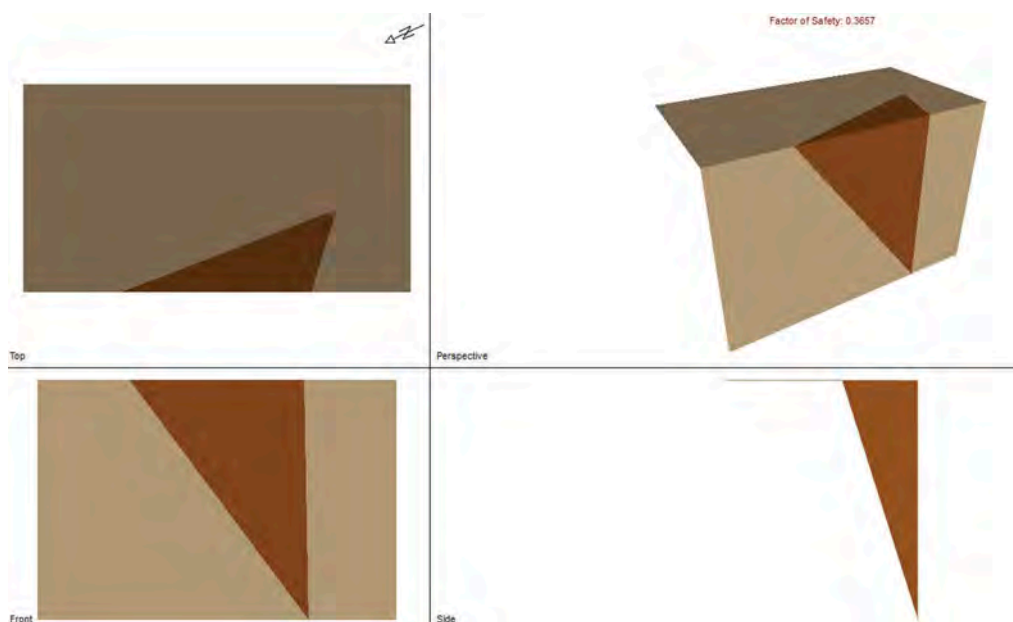 N
Factor of Safety: 0.3657
Top
Perspective
Front
Side